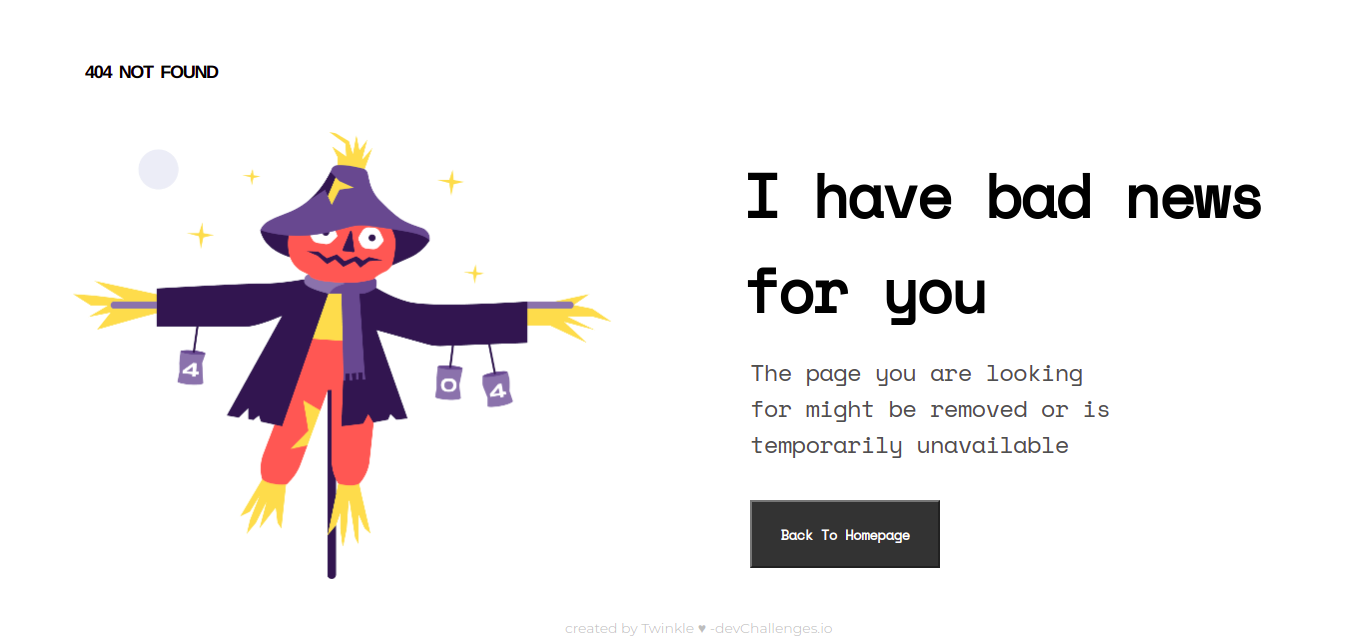 404 NOT FOUND
4
0
4
I have bad news
for you
The page you are looking
for might be removed or is
temporarily unavailable
Back To Homepage
created by Twinkle ♥ -devChallenges.io